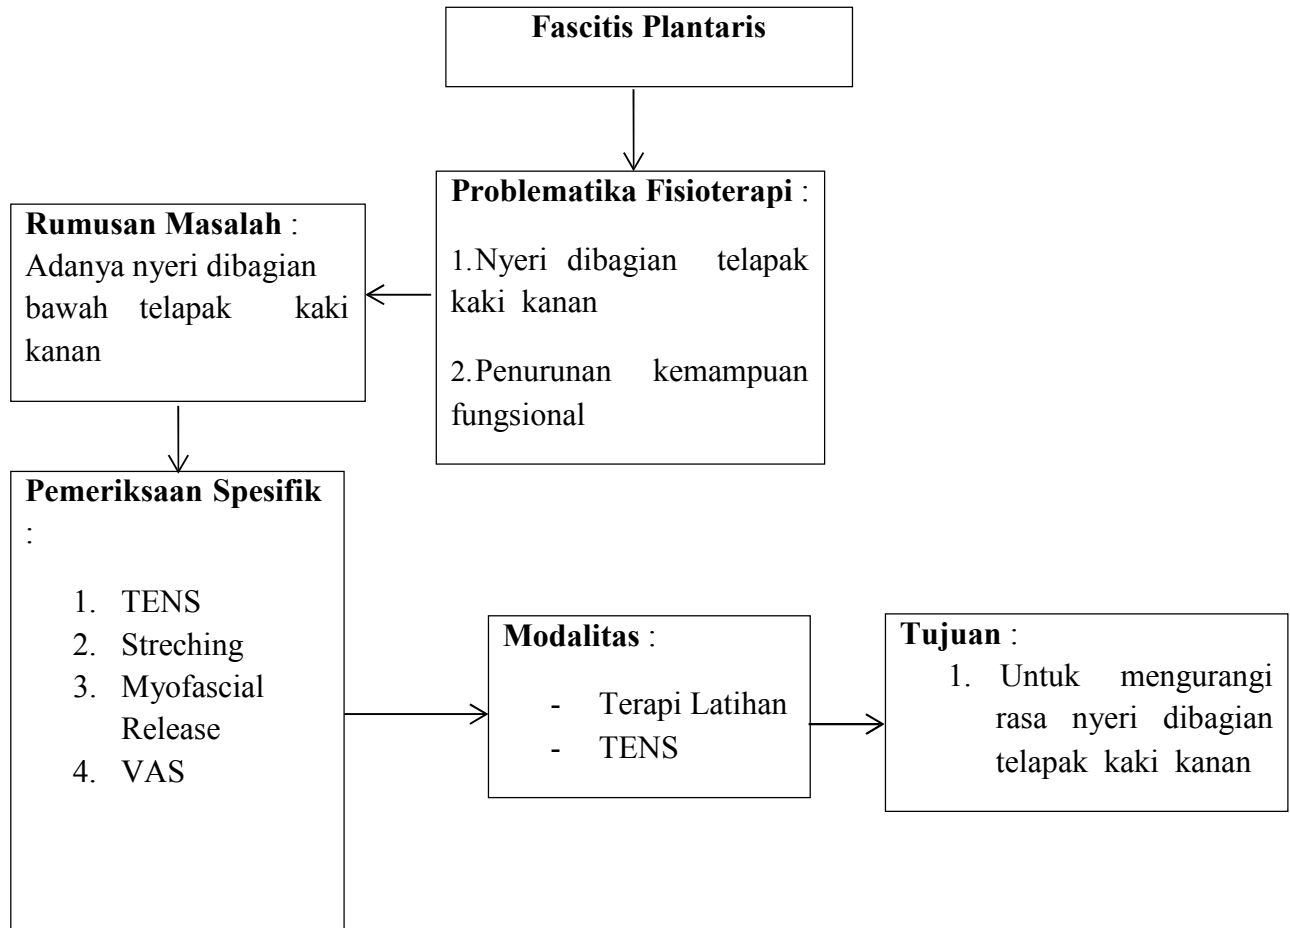 Fascitis Plantaris
Problematika Fisioterapi :
1.Nyeri dibagian telapak
kaki kanan
2.Penurunan kemampuan
fungsional
Rumusan Masalah :
Adanya nyeri dibagian
bawah telapak kaki
kanan
Pemeriksaan Spesifik
:
1. TENS
2. Streching
3. Myofascial
Release
4. VAS
Modalitas :
- Terapi Latihan
- TENS
Tujuan :
1. Untuk mengurangi
rasa nyeri dibagian
telapak kaki kanan